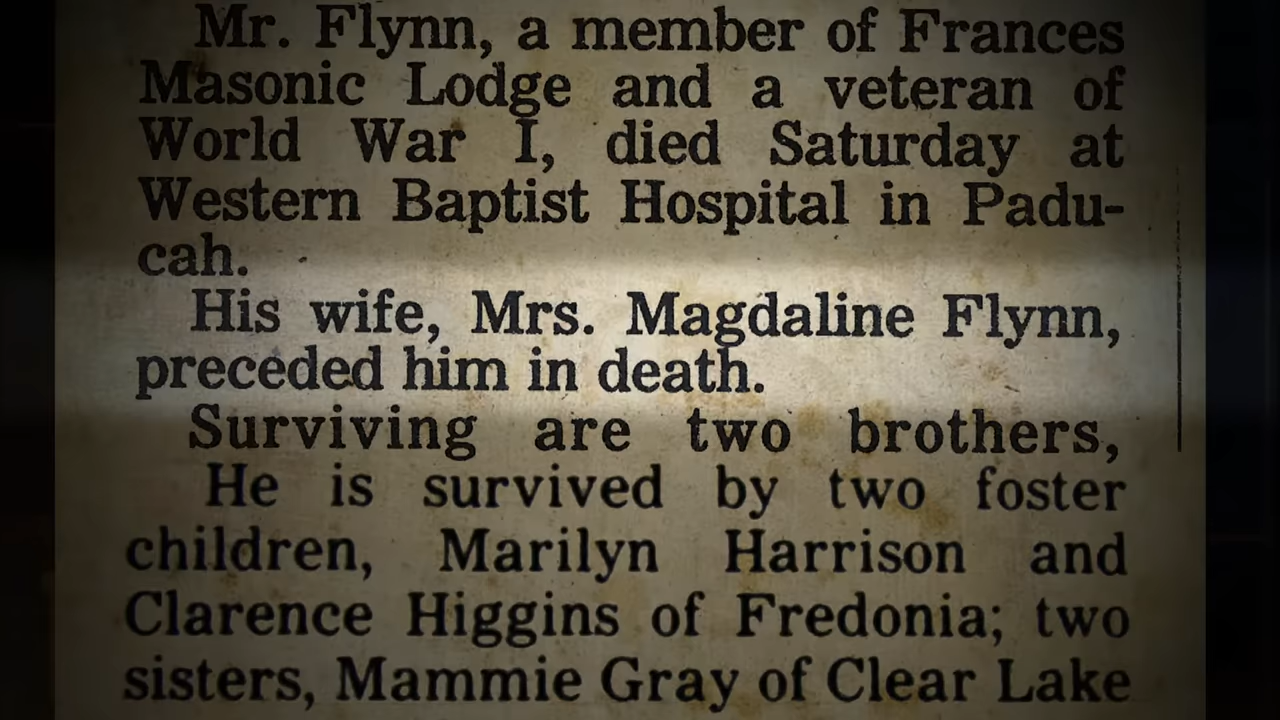 Mr. Flynn, a member of Frances
Masonic Lodge and a veteran of
World War I, died Saturday at
Western Baptist Hospital in Padu-
cah.
His wife, Mrs. Magdaline Flynn,
preceded him in death.
Surviving are two brothers,
He is survived by two foster
children, Marilyn Harrison and
Clarence Higgins of Fredonia; two
sisters, Mammie Gray of Clear Lake